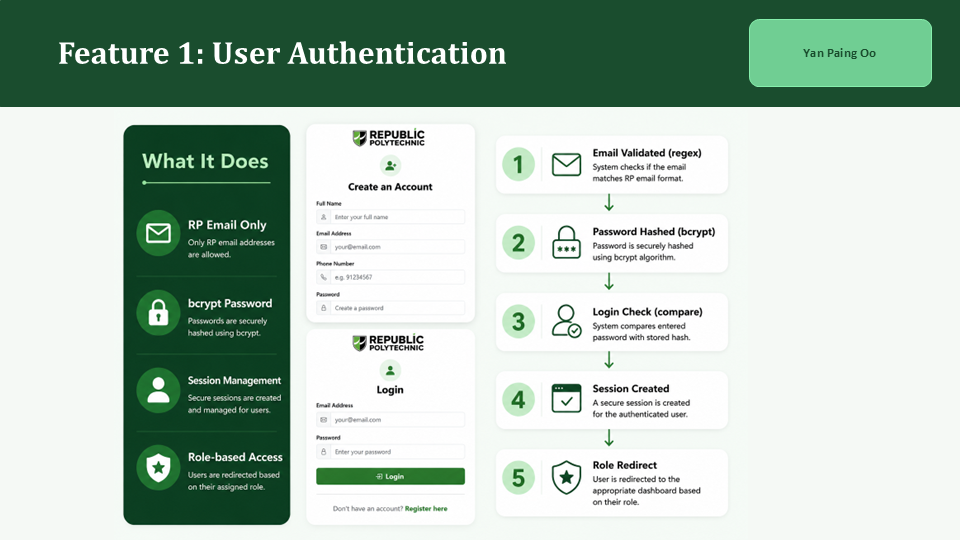 Feature 1: User Authentication
Yan Paing Oo
What It Does
RP Email Only
Only RP email addresses
are allowed.
bcrypt Password
Passwords are securely
hashed using bcrypt.
Session Management
Secure sessions are created
and managed for users.
Role-based Access
Users are redirected based
on their assigned role.
REPUBLIC
POLYTECHNIC
Create an Account
Full Name
Enter your full name
Email Address
your@email.com
Phone Number
e.g. 91234567
Password
Create a password
REPUBLIC
POLYTECHNIC
Login
Email Address
your@email.com
Password
Enter your password
Login
Don't have an account? Register here
1
Email Validated (regex)
System checks if the email
matches RP email format.
2
Password Hashed (bcrypt)
Password is securely hashed
using bcrypt algorithm.
3
Login Check (compare)
System compares entered
password with stored hash.
4
Session Created
A secure session is created
for the authenticated user.
5
Role Redirect
User is redirected to the
appropriate dashboard based
on their role.